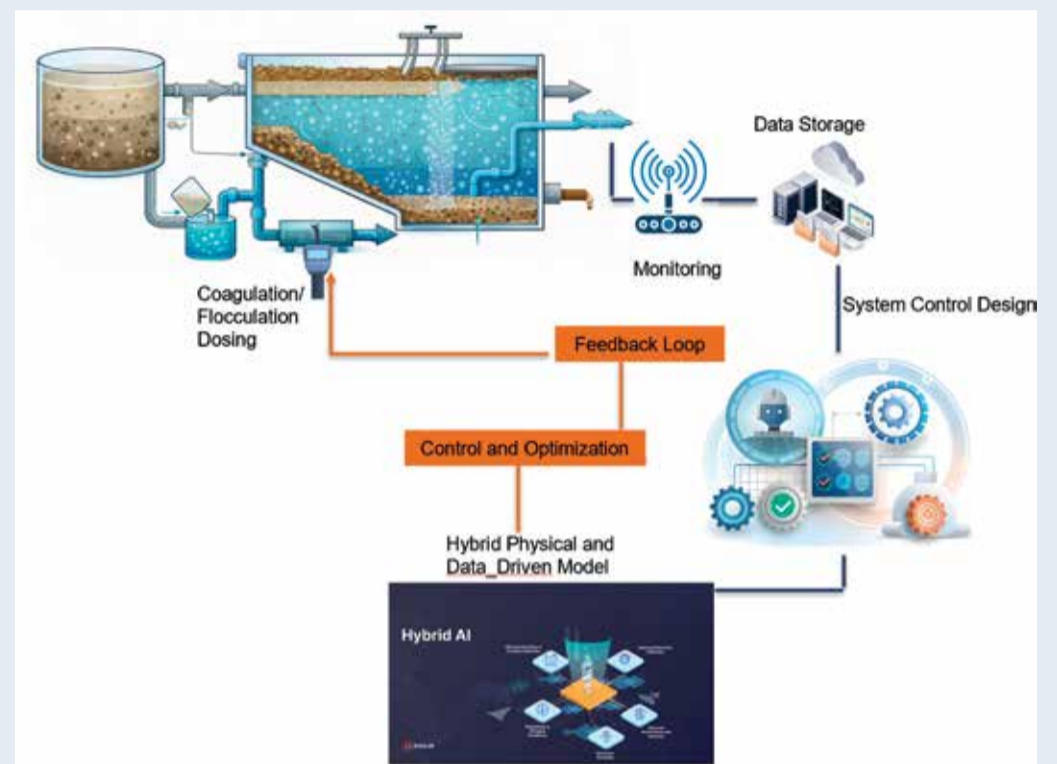 Data Storage
Monitoring
System Control Design
Coagulation/
Flocculation
Dosing
Feedback Loop
Control and Optimization
Hybrid Physical and
Data_Driven Model
Hybrid AI